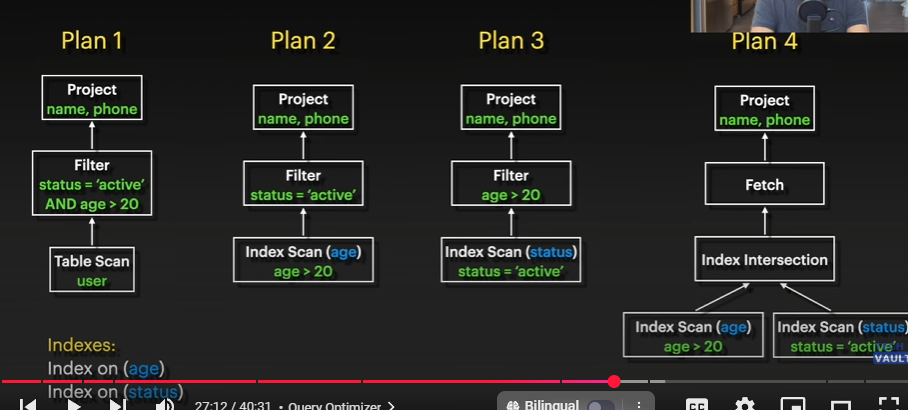 Plan 1
Project
name, phone
Filter
status = ‘active’
AND age > 20
Table Scan
user
Plan 2
Project
name, phone
Filter
status = ‘active’
Index Scan (age)
age > 20
Plan 3
Project
name, phone
Filter
age > 20
Index Scan (status)
status = ‘active’
Plan 4
Project
name, phone
Fetch
Index Intersection
Index Scan (age)
age > 20
Index Scan (status)
status = ‘active’
VAULT
Indexes:
Index on (age)
Index on (status)
27:12 / 40:31 • Query Optimizer >
Bilingual
CC